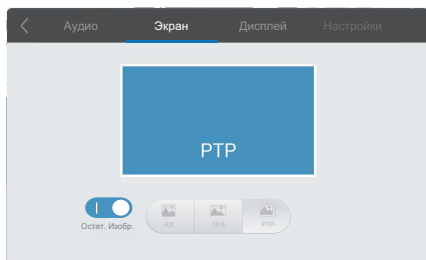 Аудио Экран Дисплей Настройки
PTP
Остат. Изобр.
4:3 16:9 PTP